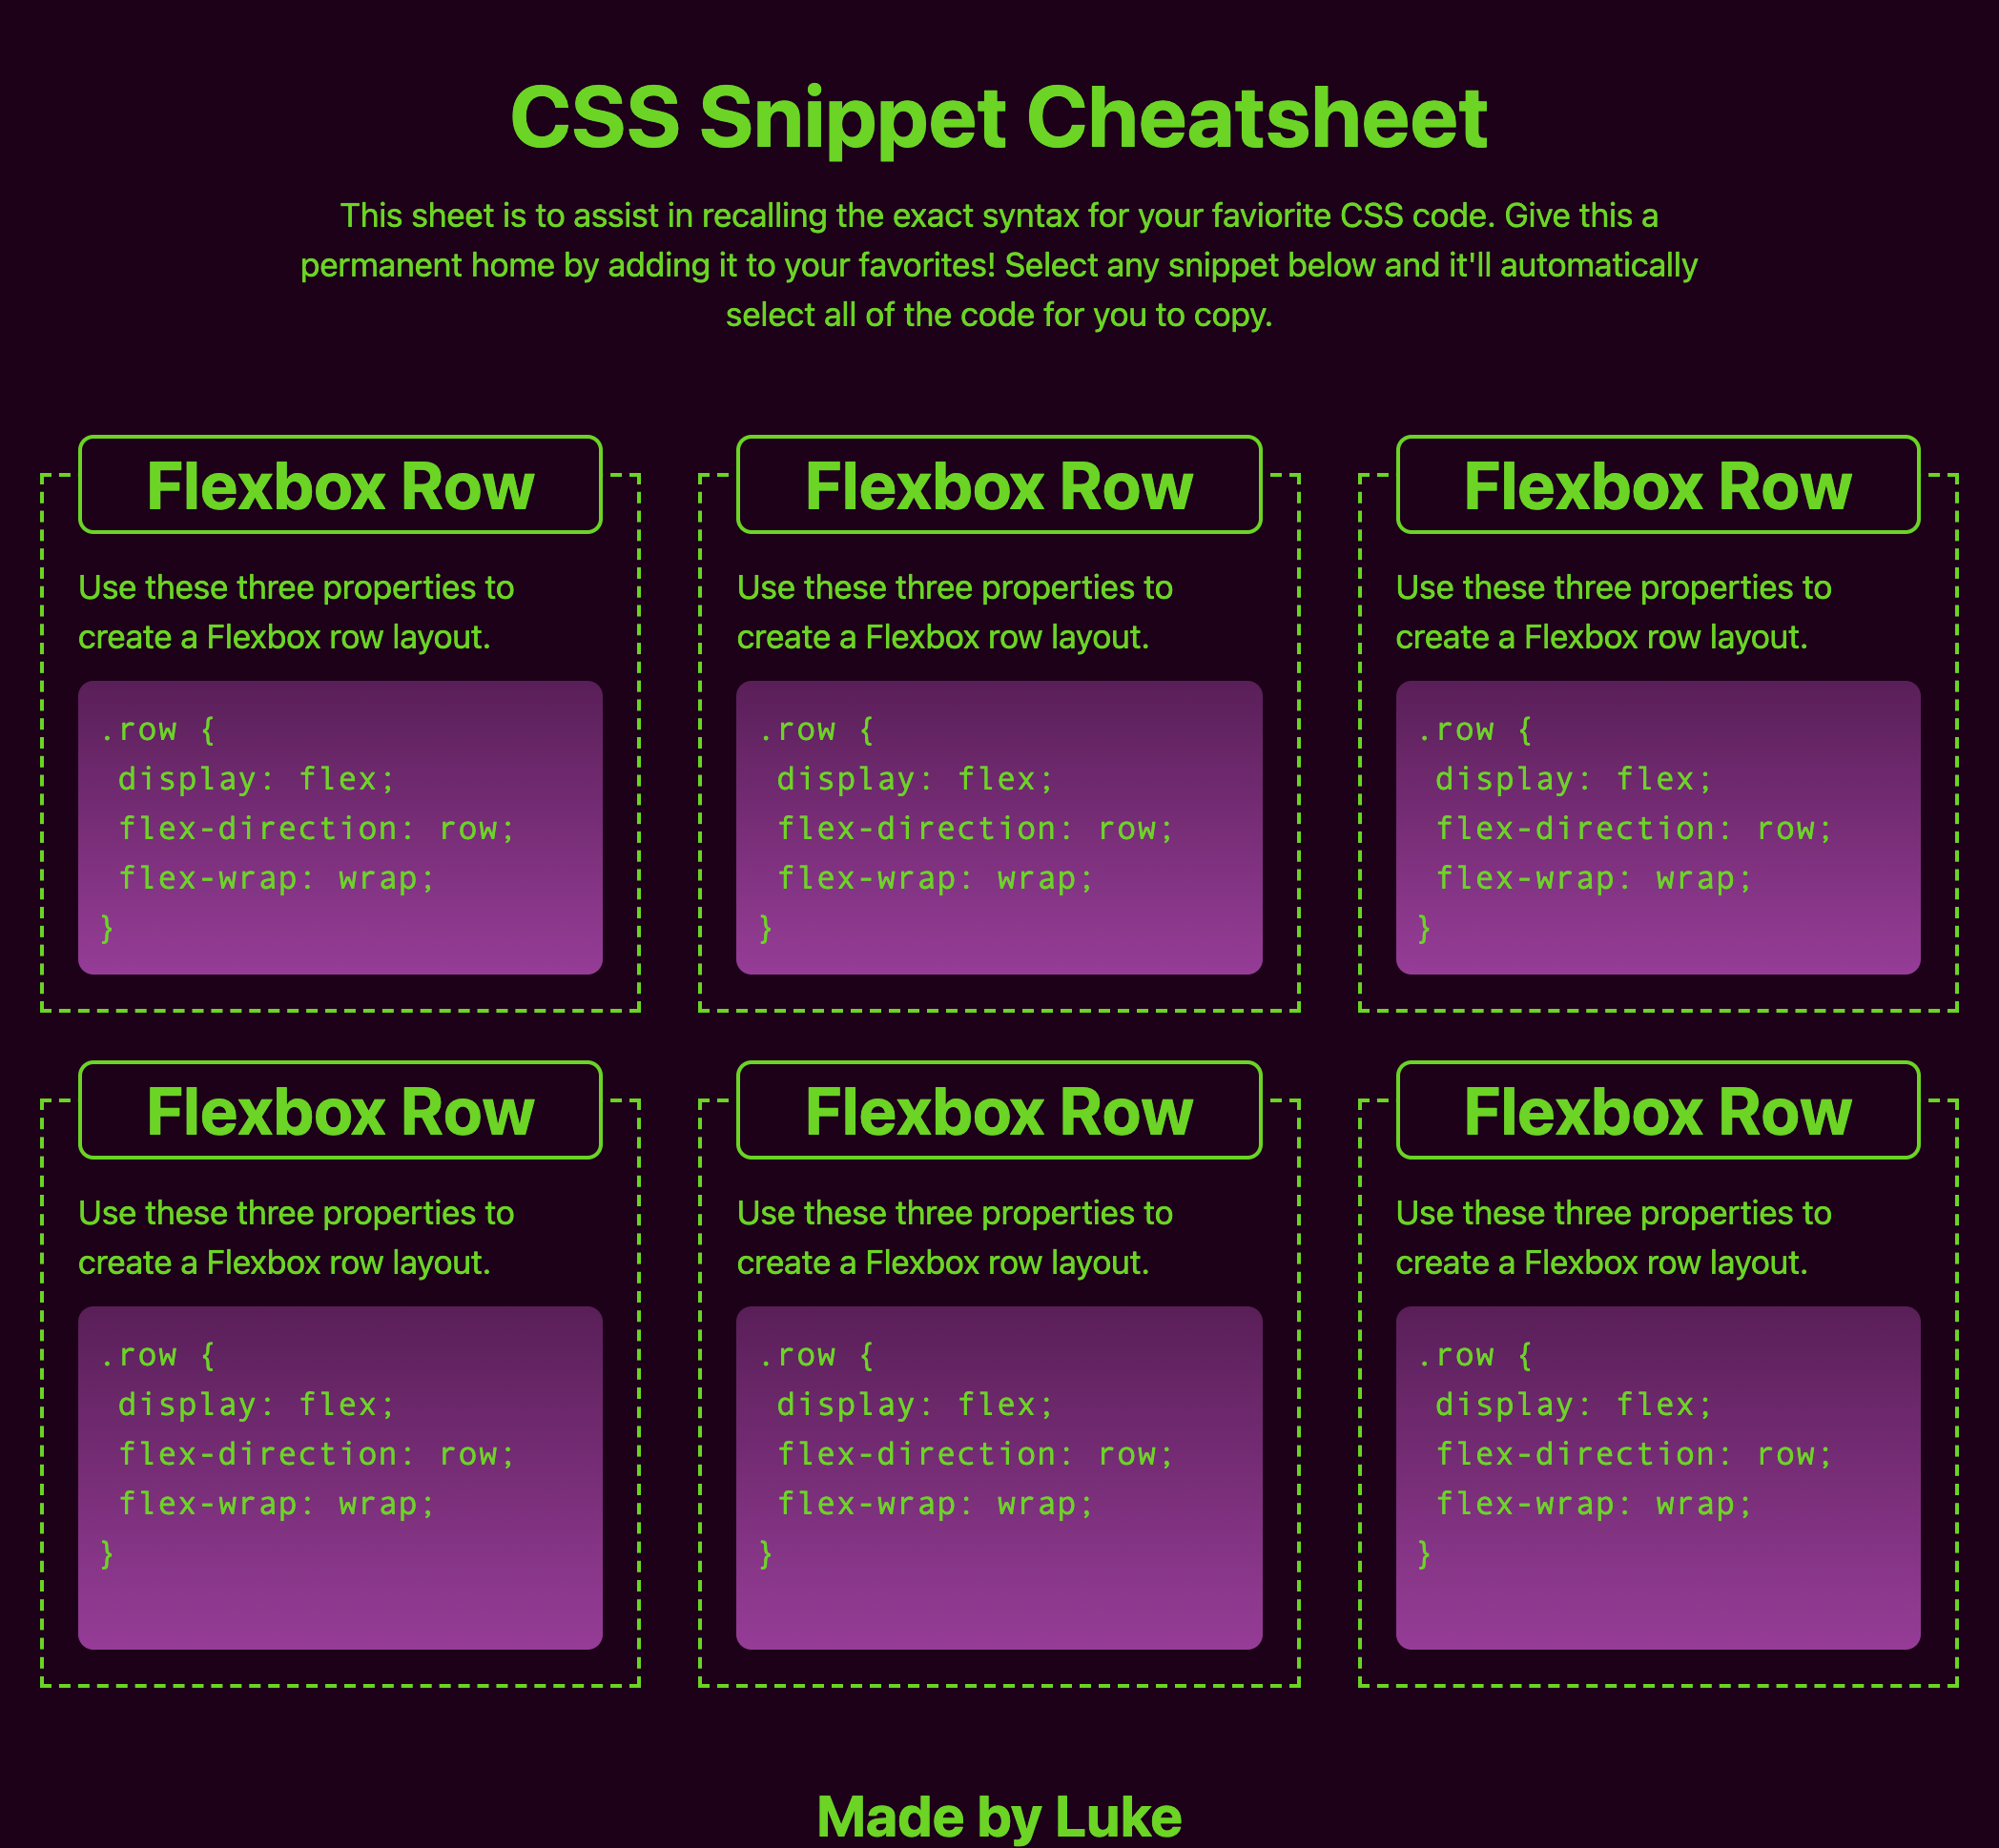 CSS Snippet Cheatsheet
This sheet is to assist in recalling the exact syntax for your faviorite CSS code. Give this a
permanent home by adding it to your favorites! Select any snippet below and it'll automatically
select all of the code for you to copy.
Flexbox Row
Use these three properties to
create a Flexbox row layout.
.row {
 display: flex;
 flex-direction: row;
 flex-wrap: wrap;
}
Flexbox Row
Use these three properties to
create a Flexbox row layout.
.row {
 display: flex;
 flex-direction: row;
 flex-wrap: wrap;
}
Flexbox Row
Use these three properties to
create a Flexbox row layout.
.row {
 display: flex;
 flex-direction: row;
 flex-wrap: wrap;
}
Flexbox Row
Use these three properties to
create a Flexbox row layout.
.row {
 display: flex;
 flex-direction: row;
 flex-wrap: wrap;
}
Flexbox Row
Use these three properties to
create a Flexbox row layout.
.row {
 display: flex;
 flex-direction: row;
 flex-wrap: wrap;
}
Flexbox Row
Use these three properties to
create a Flexbox row layout.
.row {
 display: flex;
 flex-direction: row;
 flex-wrap: wrap;
}
Made by Luke